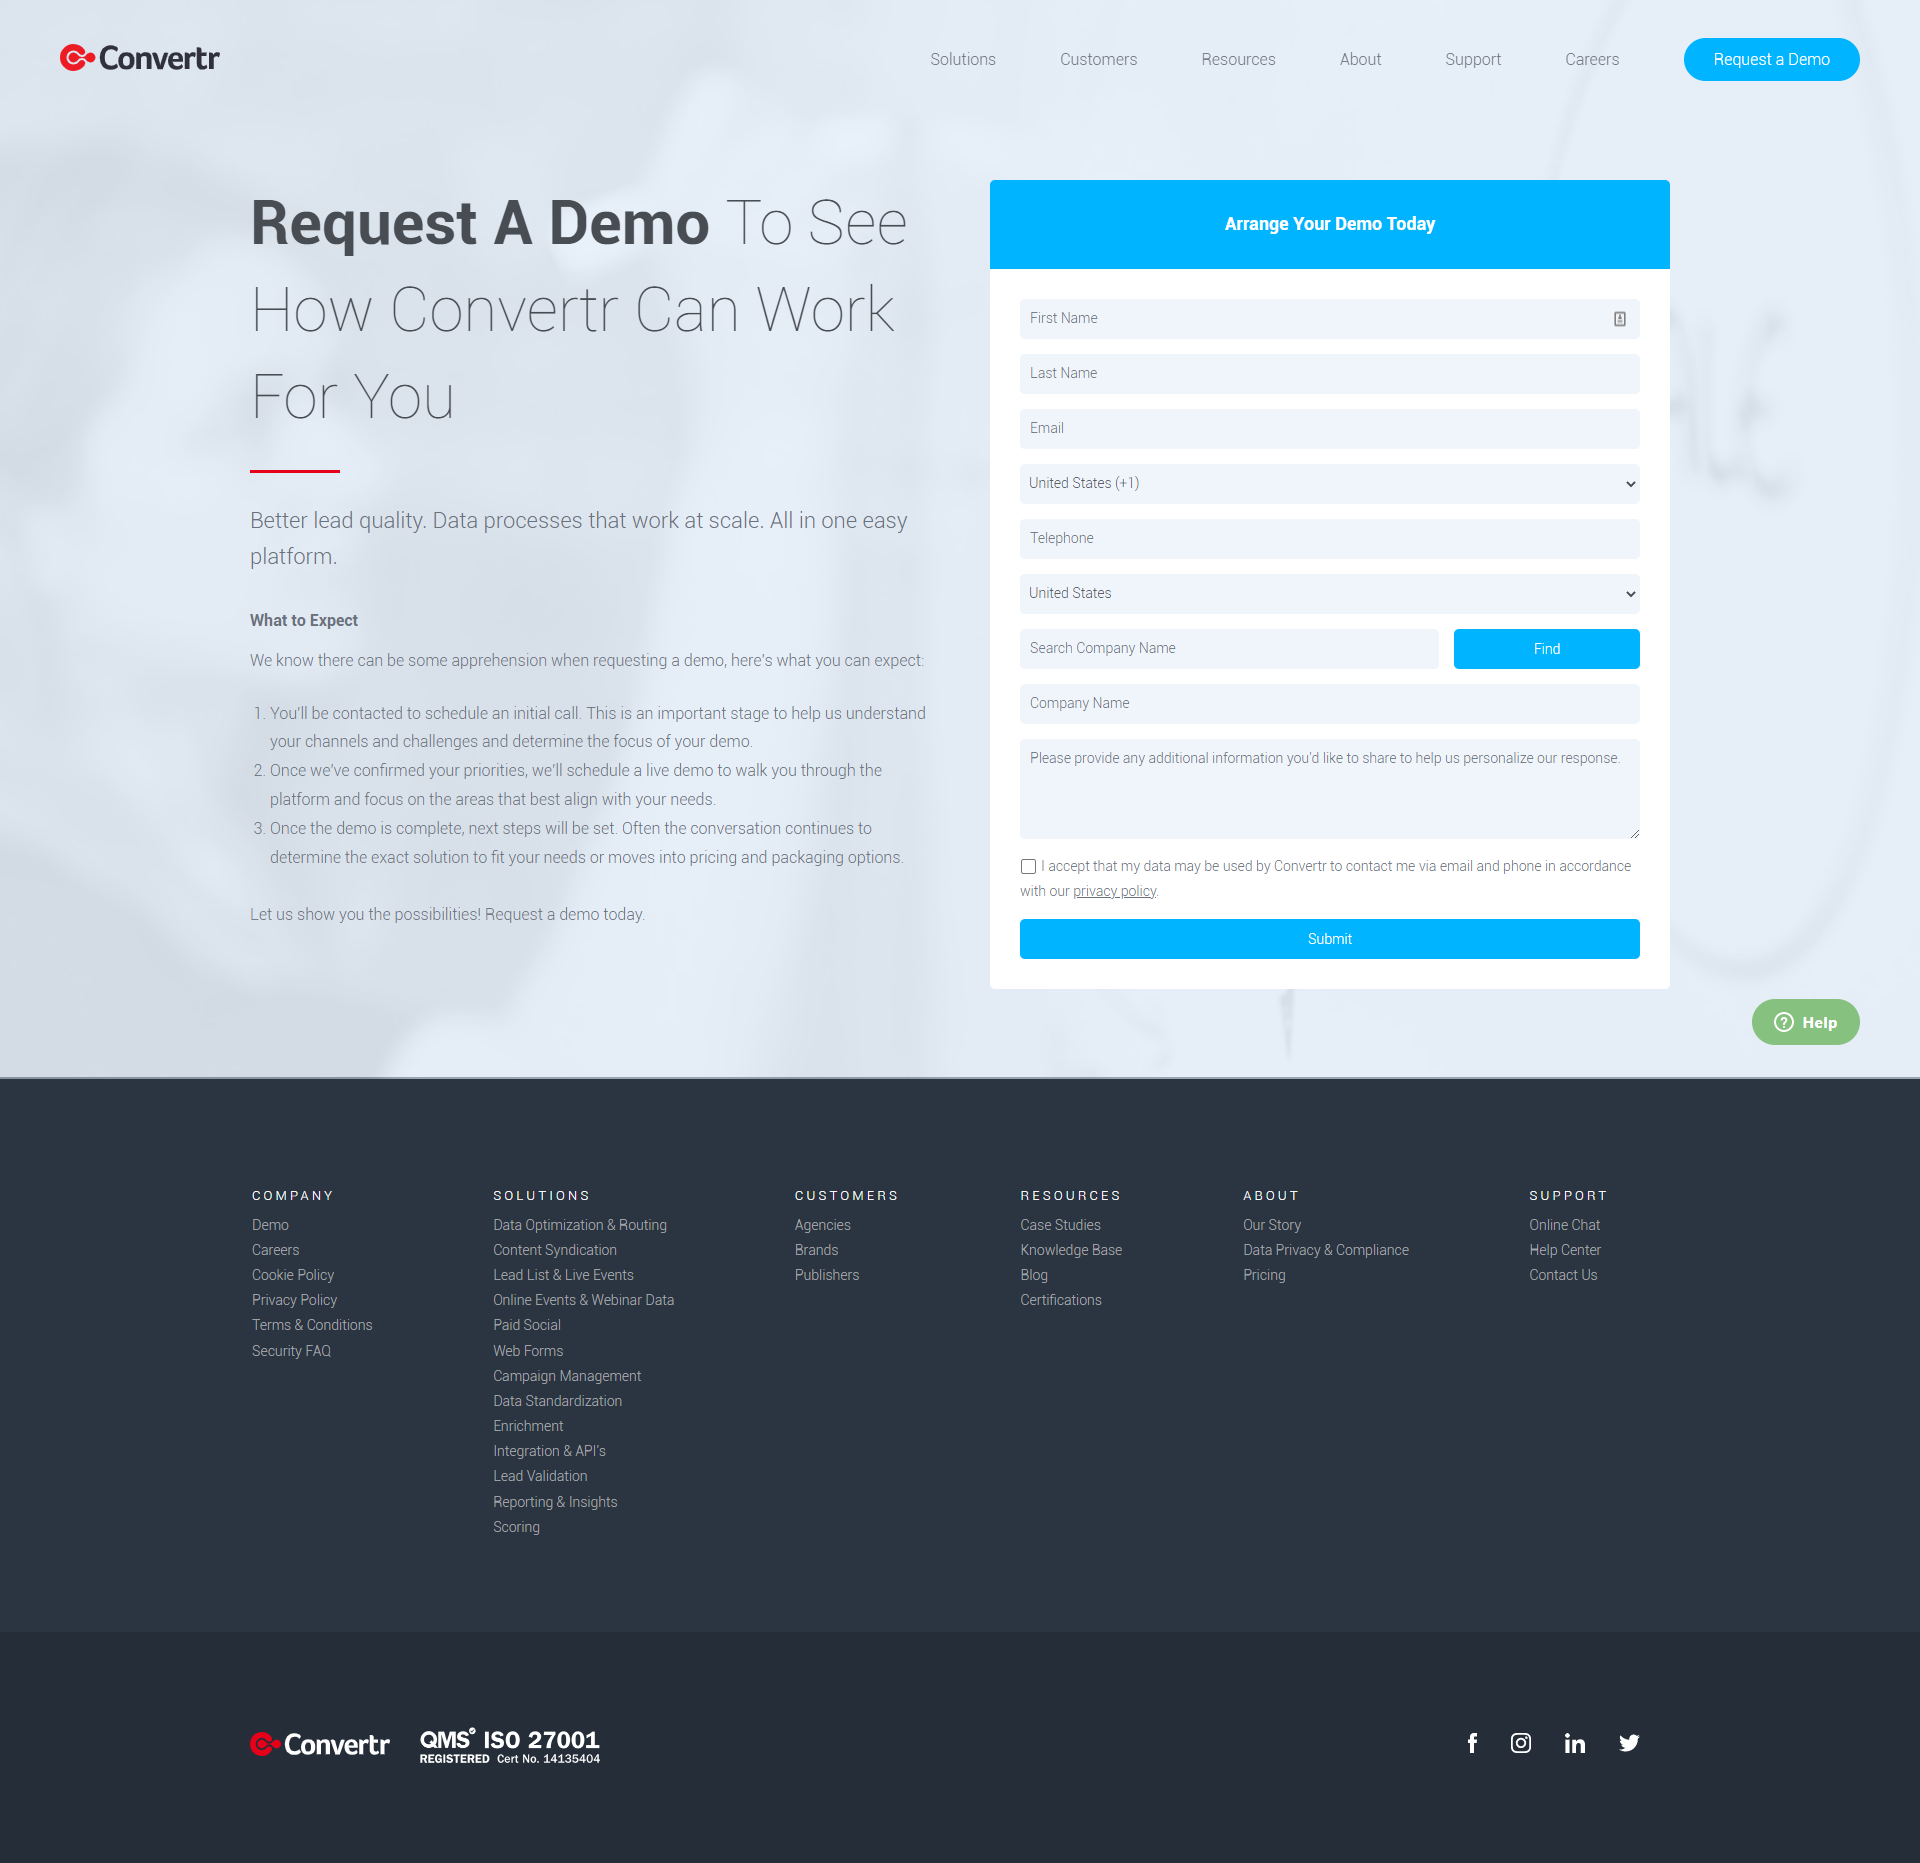 Convertr
Solutions
Customers
Resources
About
Support
Careers
Request a Demo
Request A Demo To See
How Convertr Can Work
For You
Better lead quality. Data processes that work at scale. All in one easy
platform.
What to Expect
We know there can be some apprehension when requesting a demo, here's what you can expect:
1. You'll be contacted to schedule an initial call. This is an important stage to help us understand
your channels and challenges and determine the focus of your demo.
2. Once we've confirmed your priorities, we'll schedule a live demo to walk you through the
platform and focus on the areas that best align with your needs.
3. Once the demo is complete, next steps will be set. Often the conversation continues to
determine the exact solution to fit your needs or moves into pricing and packaging options.
Let us show you the possibilities! Request a demo today.
Arrange Your Demo Today
First Name
Last Name
Email
United States (+1)
Telephone
United States
Search Company Name
Find
Company Name
Please provide any additional information you'd like to share to help us personalize our response.
I accept that my data may be used by Convertr to contact me via email and phone in accordance
with our privacy policy.
Submit
Help
COMPANY
Demo
Careers
Cookie Policy
Privacy Policy
Terms & Conditions
Security FAQ
SOLUTIONS
Data Optimization & Routing
Content Syndication
Lead List & Live Events
Online Events & Webinar Data
Paid Social
Web Forms
Campaign Management
Data Standardization
Enrichment
Integration & API's
Lead Validation
Reporting & Insights
Scoring
CUSTOMERS
Agencies
Brands
Publishers
RESOURCES
Case Studies
Knowledge Base
Blog
Certifications
ABOUT
Our Story
Data Privacy & Compliance
Pricing
SUPPORT
Online Chat
Help Center
Contact Us
Convertr
QMS ISO 27001
REGISTERED Cert No. 14135404